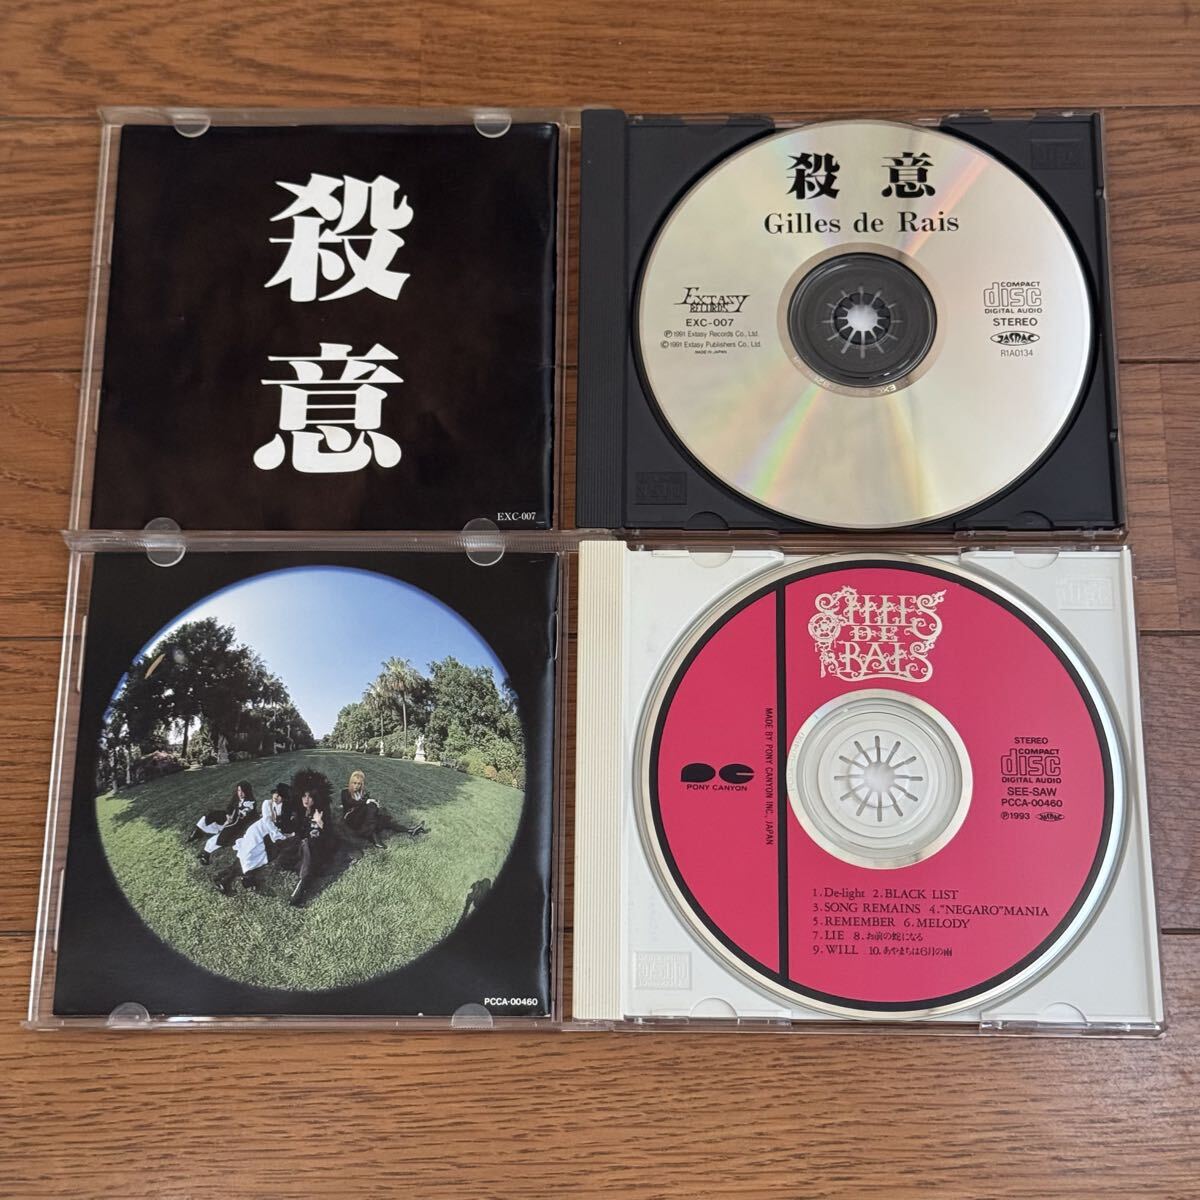 殺
意
EXC-007
殺意
Gilles de Rais
EXTASY
RECORDS
EXC-007
Ⓟ1991 Extasy Records Co., Ltd.
Ⓒ1991 Extasy Publishers Co., Ltd.
MADE IN JAPAN
COMPACT
disc
DIGITAL AUDIO
STEREO
JASRAC
R1A0134
PCCA-00460
GILLES
DE
RAIS
MADE BY PONY CANYON INC., JAPAN
PONY CANYON
STEREO
COMPACT
disc
DIGITAL AUDIO
SEE-SAW
PCCA-00460
Ⓟ1993 JASRAC
1. De-light 2. BLACK LIST
3. SONG REMAINS 4. "NEGARO"MANIA
5. REMEMBER 6. MELODY
7. LIE 8. お前の蛇になる
9. WILL 10. あやまちは6月の雨